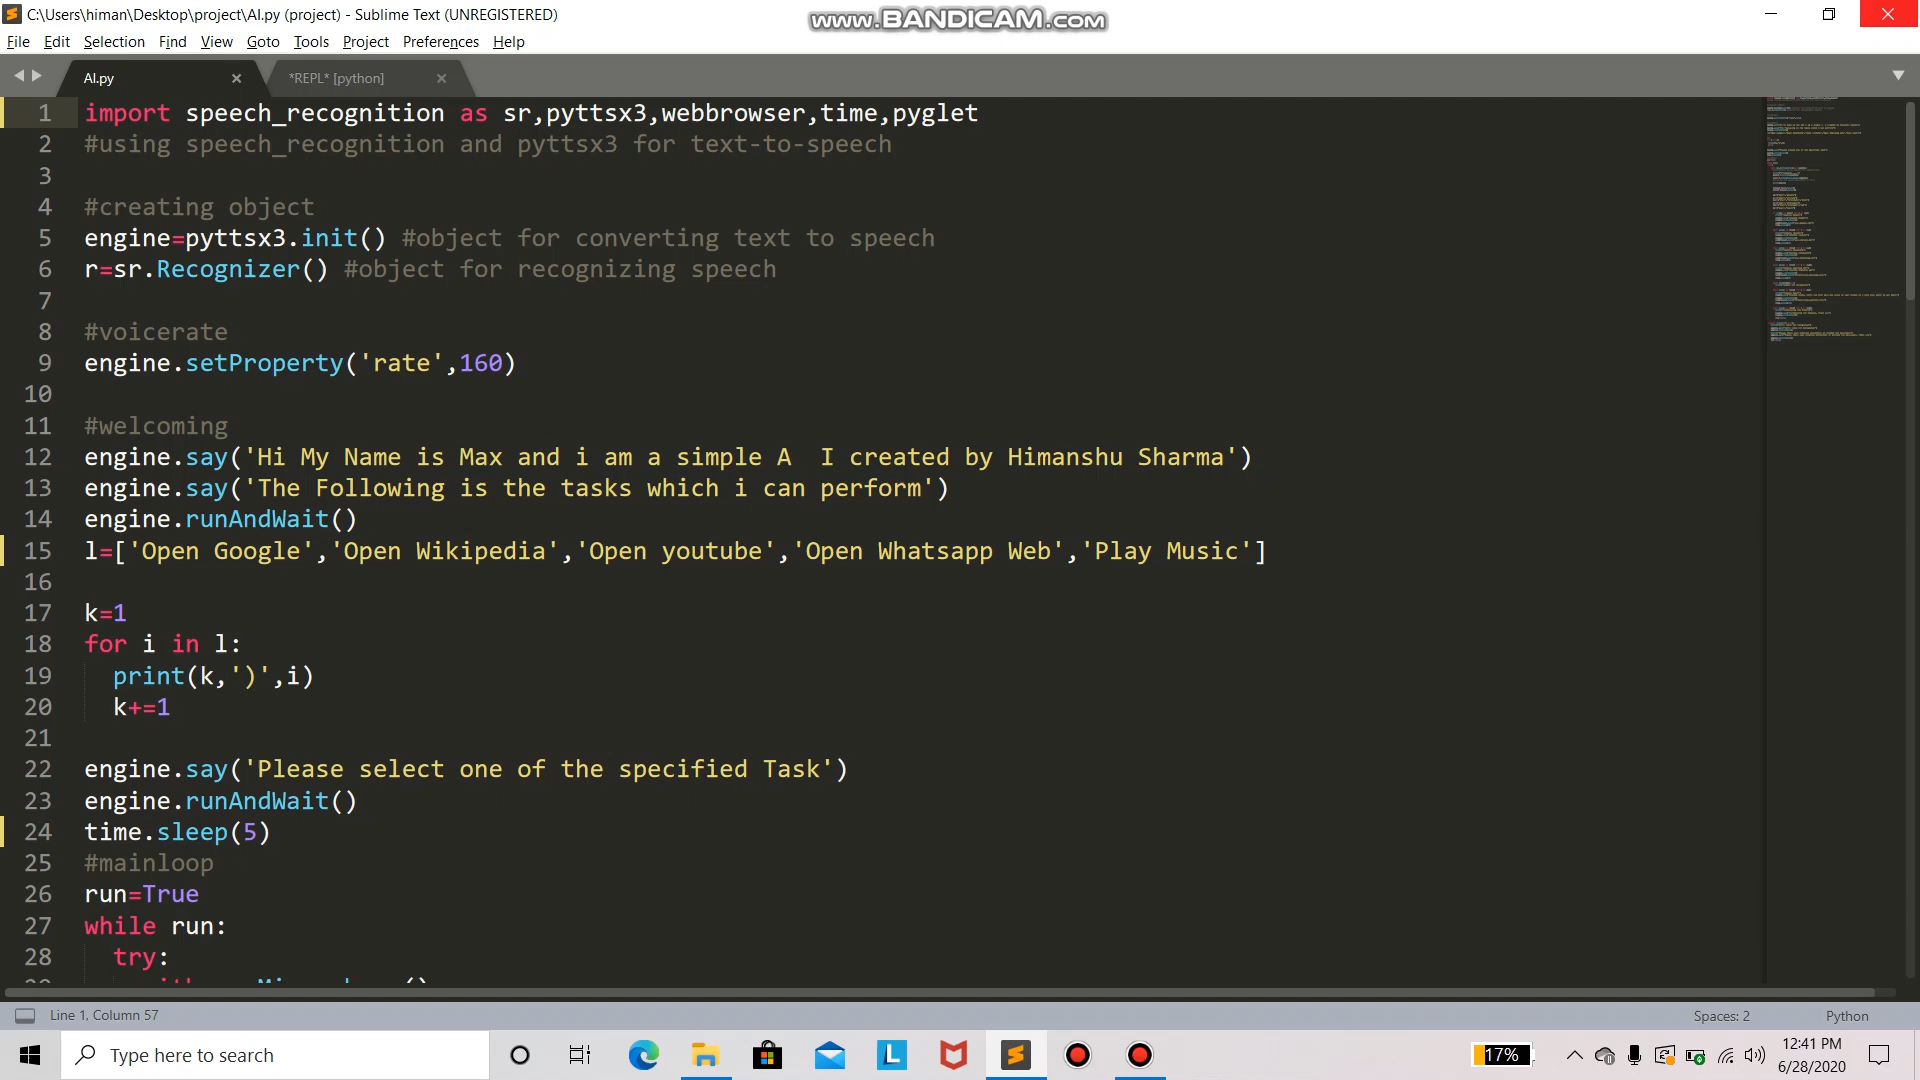 C:\Users\himan\Desktop\project\AI.py (project) - Sublime Text (UNREGISTERED)
www.BANDICAM.com
File Edit Selection Find View Goto Tools Project Preferences Help
AI.py
*REPL* [python]
1 import speech_recognition as sr,pyttsx3,webbrowser,time,pyglet
2 #using speech_recognition and pyttsx3 for text-to-speech
3
4 #creating object
5 engine=pyttsx3.init() #object for converting text to speech
6 r=sr.Recognizer() #object for recognizing speech
7
8 #voicerate
9 engine.setProperty('rate',160)
10
11 #welcoming
12 engine.say('Hi My Name is Max and i am a simple A  I created by Himanshu Sharma')
13 engine.say('The Following is the tasks which i can perform')
14 engine.runAndWait()
15 l=['Open Google','Open Wikipedia','Open youtube','Open Whatsapp Web','Play Music']
16
17 k=1
18 for i in l:
19   print(k,')',i)
20   k+=1
21
22 engine.say('Please select one of the specified Task')
23 engine.runAndWait()
24 time.sleep(5)
25 #mainloop
26 run=True
27 while run:
28   try:
Line 1, Column 57
Spaces: 2
Python
Type here to search
17%
12:41 PM
6/28/2020